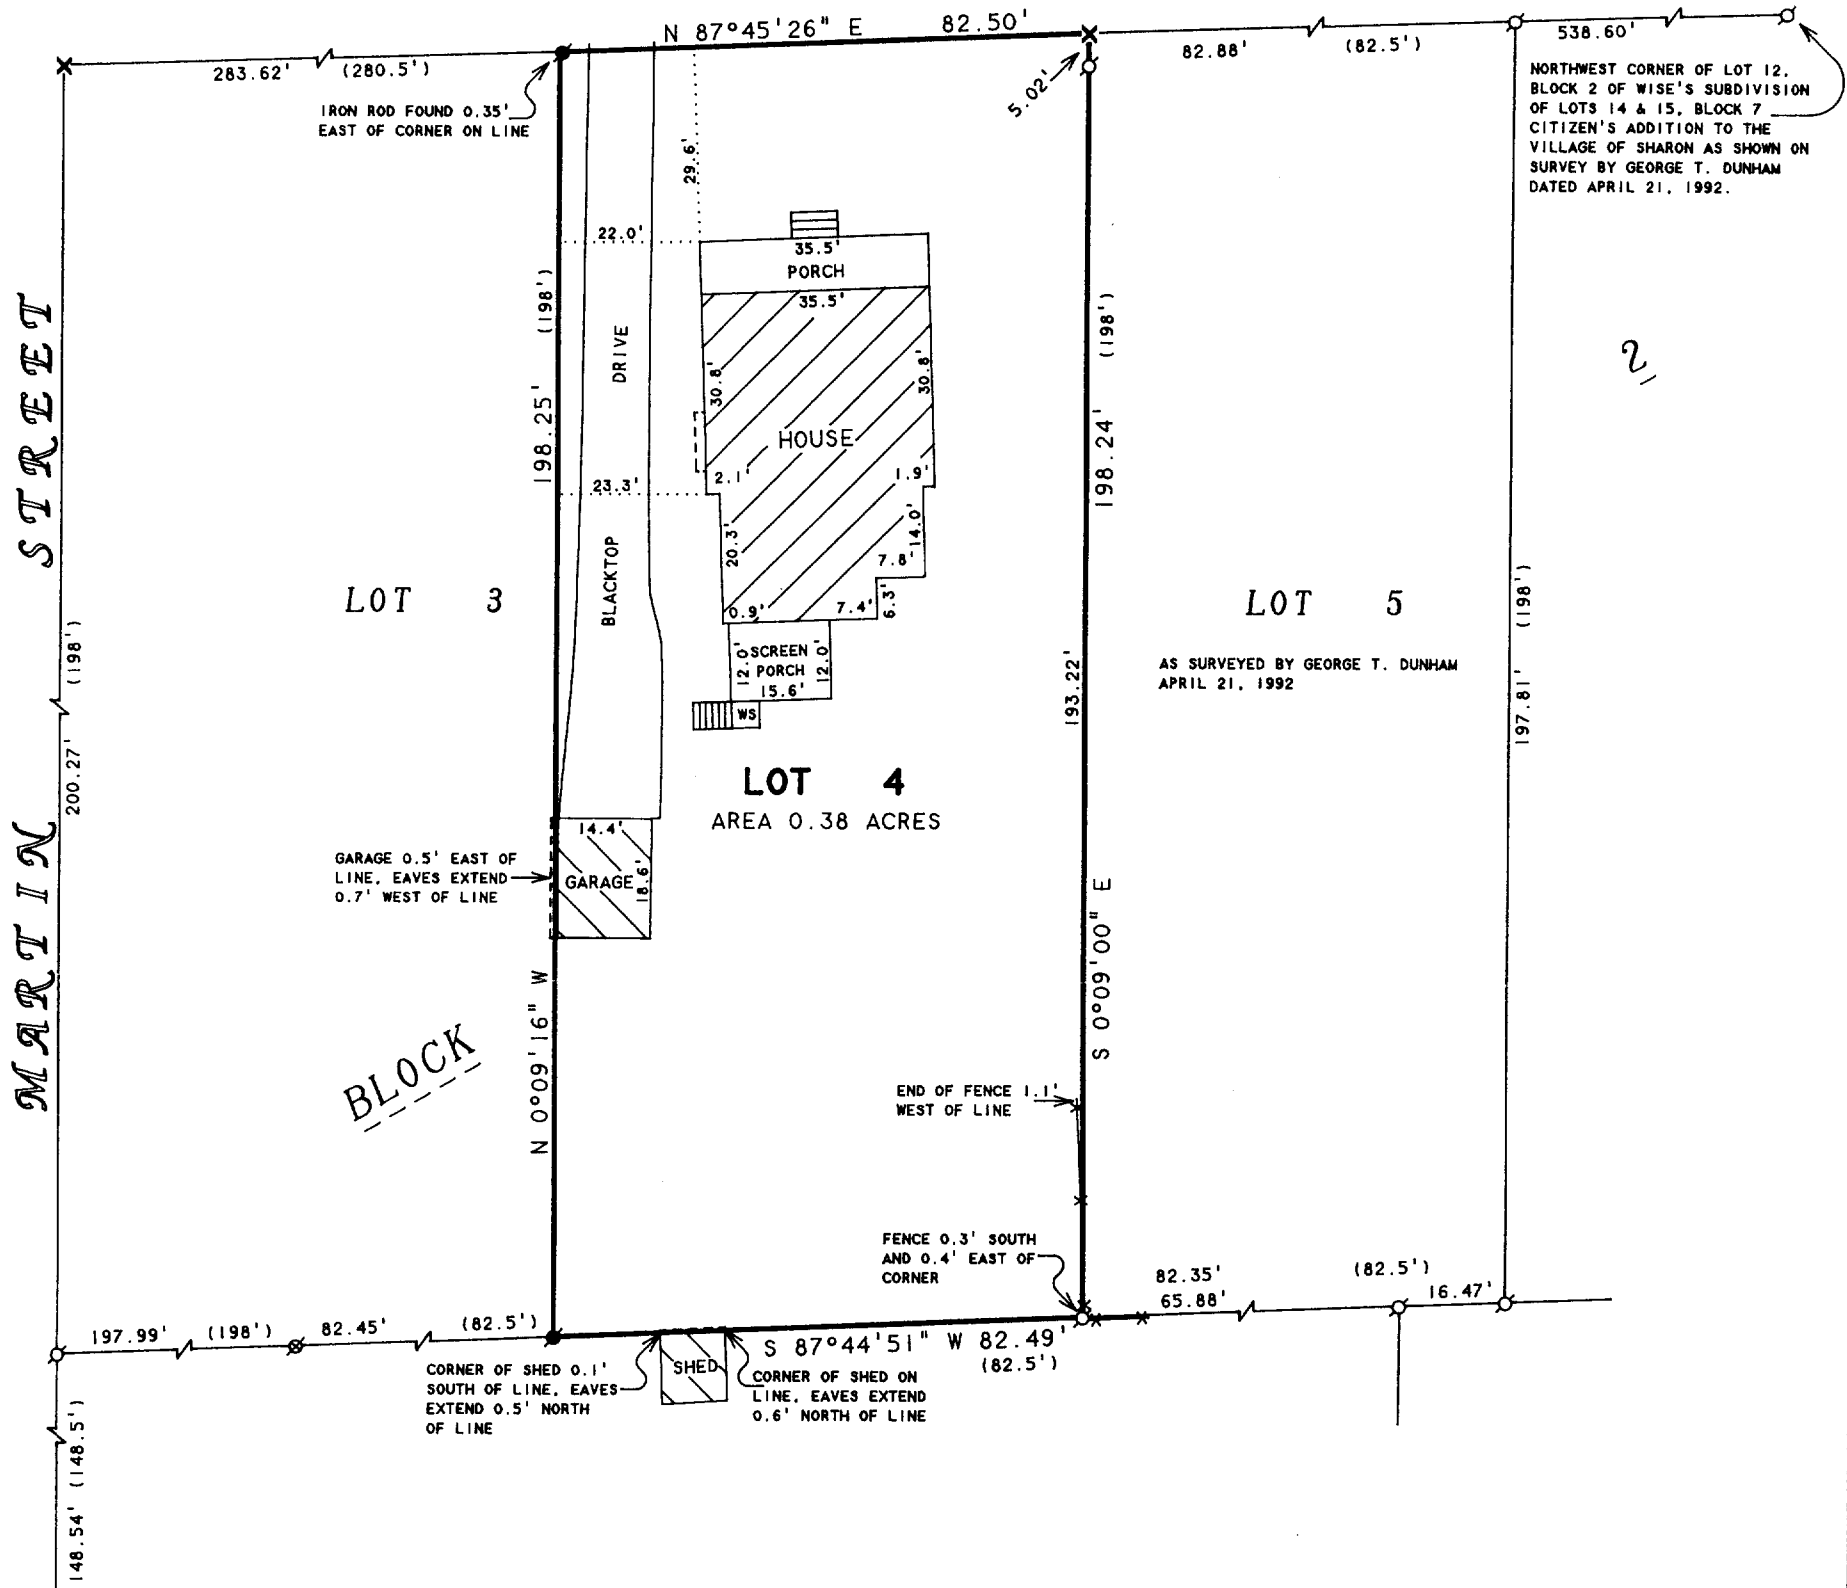 N 87°45'26" E 82.50'
283.62' (280.5')
82.88' (82.5')
538.60'
5.02'
IRON ROD FOUND 0.35'
EAST OF CORNER ON LINE
NORTHWEST CORNER OF LOT 12,
BLOCK 2 OF WISE'S SUBDIVISION
OF LOTS 14 & 15, BLOCK 7
CITIZEN'S ADDITION TO THE
VILLAGE OF SHARON AS SHOWN ON
SURVEY BY GEORGE T. DUNHAM
DATED APRIL 21, 1992.
29.6'
22.0'
35.5'
PORCH
35.5'
30.8'
30.8'
HOUSE
2.1'
1.9'
23.3'
20.3'
14.0'
7.8'
6.3'
0.9'
7.4'
12.0'
SCREEN
PORCH
12.0'
15.6'
WS
BLACKTOP DRIVE
198.25' (198')
198.24' (198')
193.22'
2
MARTIN STREET
200.27' (198')
LOT 3
LOT 5
AS SURVEYED BY GEORGE T. DUNHAM
APRIL 21, 1992
197.81' (198')
LOT 4
AREA 0.38 ACRES
14.4'
GARAGE
18.6'
GARAGE 0.5' EAST OF
LINE, EAVES EXTEND
0.7' WEST OF LINE
N 0°09'16" W
S 0°09'00" E
BLOCK
END OF FENCE 1.1'
WEST OF LINE
FENCE 0.3' SOUTH
AND 0.4' EAST OF
CORNER
82.35' (82.5')
65.88'
16.47'
197.99' (198')
82.45' (82.5')
S 87°44'51" W 82.49'
(82.5')
SHED
CORNER OF SHED 0.1'
SOUTH OF LINE, EAVES
EXTEND 0.5' NORTH
OF LINE
CORNER OF SHED ON
LINE, EAVES EXTEND
0.6' NORTH OF LINE
148.54' (148.5')